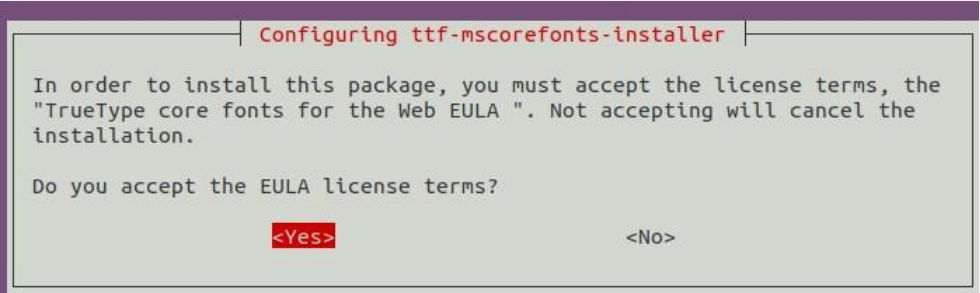 Configuring ttf-mscorefonts-installer
In order to install this package, you must accept the license terms, the
"TrueType core fonts for the Web EULA ". Not accepting will cancel the
installation.
Do you accept the EULA license terms?
<Yes> <No>